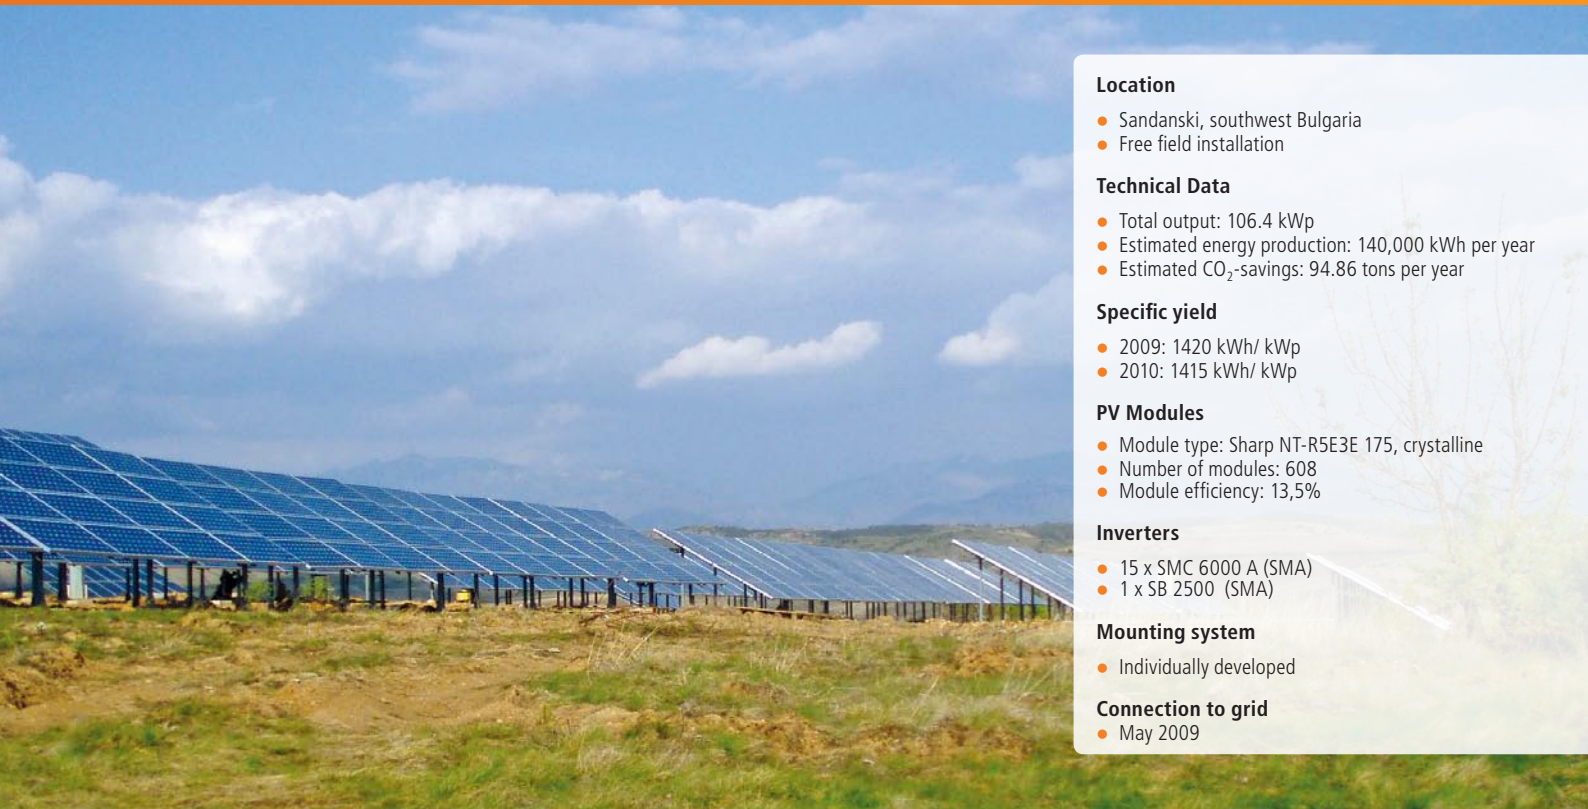 Location
Sandanski, southwest Bulgaria
Free field installation
Technical Data
Total output: 106.4 kWp
Estimated energy production: 140,000 kWh per year
Estimated CO₂-savings: 94.86 tons per year
Specific yield
2009: 1420 kWh/ kWp
2010: 1415 kWh/ kWp
PV Modules
Module type: Sharp NT-R5E3E 175, crystalline
Number of modules: 608
Module efficiency: 13,5%
Inverters
15 x SMC 6000 A (SMA)
1 x SB 2500  (SMA)
Mounting system
Individually developed
Connection to grid
May 2009